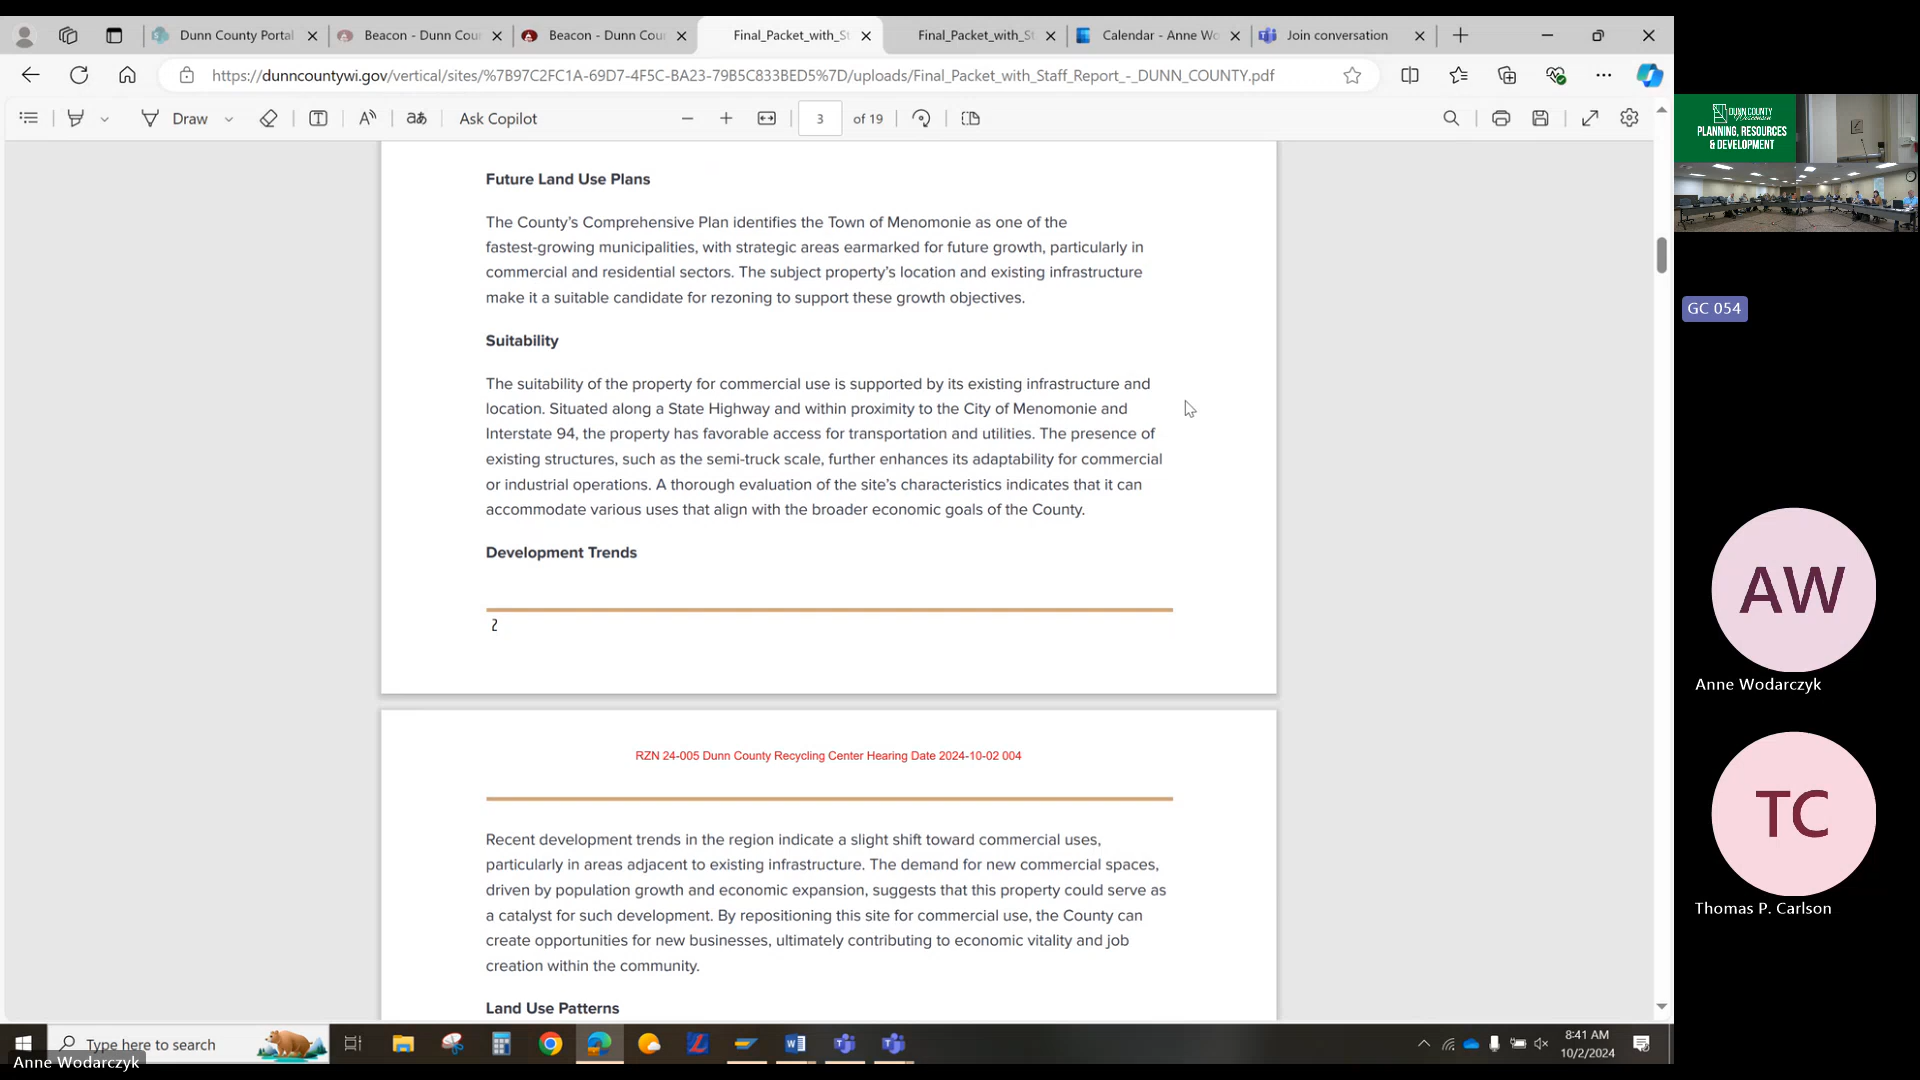 Dunn County Portal
Beacon - Dunn Cou
Beacon - Dunn Cou
Final_Packet_with_St
Final_Packet_with_St
Calendar - Anne Wo
Join conversation
https://dunncountywi.gov/vertical/sites/%7B97C2FC1A-69D7-4F5C-BA23-79B5C833BED5%7D/uploads/Final_Packet_with_Staff_Report_-_DUNN_COUNTY.pdf
Draw
Ask Copilot
3 of 19
Future Land Use Plans
The County's Comprehensive Plan identifies the Town of Menomonie as one of the
fastest-growing municipalities, with strategic areas earmarked for future growth, particularly in
commercial and residential sectors. The subject property's location and existing infrastructure
make it a suitable candidate for rezoning to support these growth objectives.
Suitability
The suitability of the property for commercial use is supported by its existing infrastructure and
location. Situated along a State Highway and within proximity to the City of Menomonie and
Interstate 94, the property has favorable access for transportation and utilities. The presence of
existing structures, such as the semi-truck scale, further enhances its adaptability for commercial
or industrial operations. A thorough evaluation of the site's characteristics indicates that it can
accommodate various uses that align with the broader economic goals of the County.
Development Trends
2
RZN 24-005 Dunn County Recycling Center Hearing Date 2024-10-02 004
Recent development trends in the region indicate a slight shift toward commercial uses,
particularly in areas adjacent to existing infrastructure. The demand for new commercial spaces,
driven by population growth and economic expansion, suggests that this property could serve as
a catalyst for such development. By repositioning this site for commercial use, the County can
create opportunities for new businesses, ultimately contributing to economic vitality and job
creation within the community.
Land Use Patterns
Type here to search
8:41 AM
10/2/2024
Anne Wodarczyk
DUNN COUNTY
Wisconsin
PLANNING, RESOURCES
& DEVELOPMENT
GC 054
AW
Anne Wodarczyk
TC
Thomas P. Carlson